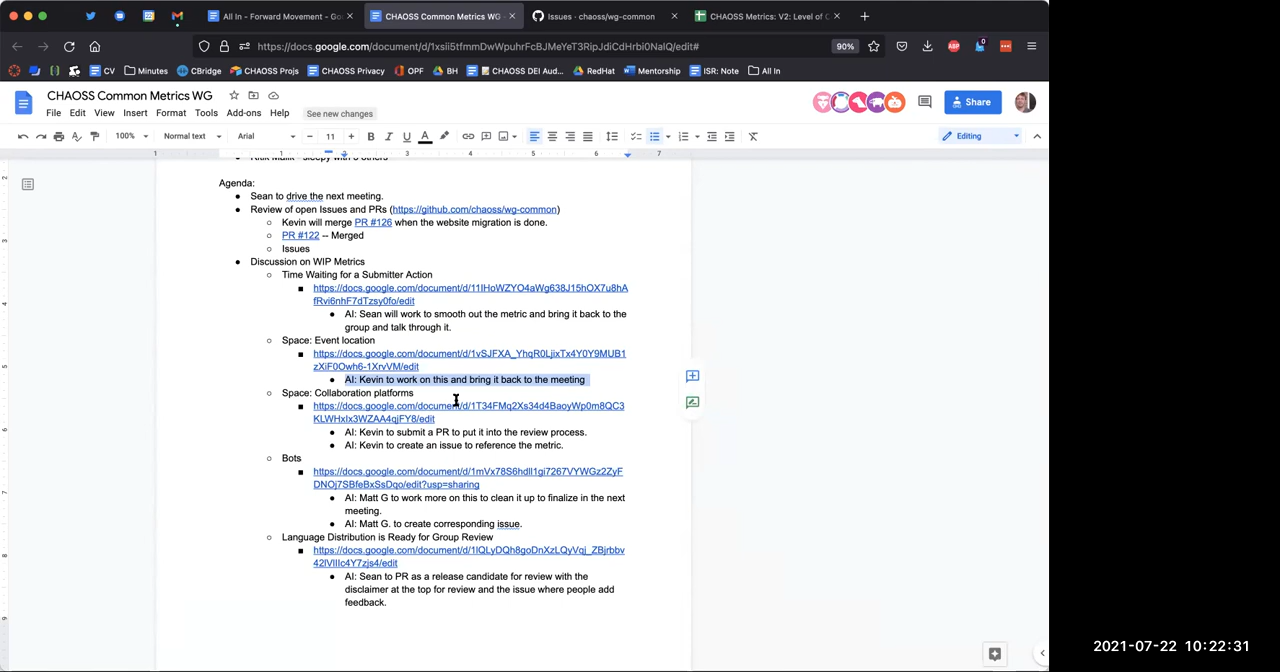 All In - Forward Movement - Go
CHAOSS Common Metrics WG -
Issues · chaoss/wg-common
CHAOSS Metrics: V2: Level of C
https://docs.google.com/document/d/1xsIi5tfmmDwWpuhrFcBJMeYeT3RipJdiCdHrbi0NaIQ/edit#
90%
CV
Minutes
CBridge
CHAOSS Projs
CHAOSS Privacy
OPF
BH
CHAOSS DEI Aud...
RedHat
Mentorship
ISR: Note
All In
CHAOSS Common Metrics WG
File Edit View Insert Format Tools Add-ons Help
See new changes
Share
100%
Normal text
Arial
11
Editing
Agenda:
● Sean to drive the next meeting.
● Review of open Issues and PRs (https://github.com/chaoss/wg-common)
○ Kevin will merge PR #126 when the website migration is done.
○ PR #122 -- Merged
○ Issues
● Discussion on WIP Metrics
○ Time Waiting for a Submitter Action
■ https://docs.google.com/document/d/11IHoWZYO4aWg638J15hOX7u8hA
fRvi6nhF7dTzsy0fo/edit
● AI: Sean will work to smooth out the metric and bring it back to the
group and talk through it.
○ Space: Event location
■ https://docs.google.com/document/d/1vSJFXA_YhqR0LjixTx4Y0Y9MUB1
zXiF0Owh6-1XrvVM/edit
● AI: Kevin to work on this and bring it back to the meeting
○ Space: Collaboration platforms
■ https://docs.google.com/document/d/1T34FMq2Xs34d4BaoyWp0m8QC3
KLWHxIx3WZAA4qjFY8/edit
● AI: Kevin to submit a PR to put it into the review process.
● AI: Kevin to create an issue to reference the metric.
○ Bots
■ https://docs.google.com/document/d/1mVx78S6hdlI1gi7267VYWGz2ZyF
DNOj7SBfeBxSsDqo/edit?usp=sharing
● AI: Matt G to work more on this to clean it up to finalize in the next
meeting.
● AI: Matt G. to create corresponding issue.
○ Language Distribution is Ready for Group Review
■ https://docs.google.com/document/d/1IQLyDQh8goDnXzLQyVqj_ZBjrbbv
42lVIIIc4Y7zjs4/edit
● AI: Sean to PR as a release candidate for review with the
disclaimer at the top for review and the issue where people add
feedback.
2021-07-22 10:22:31